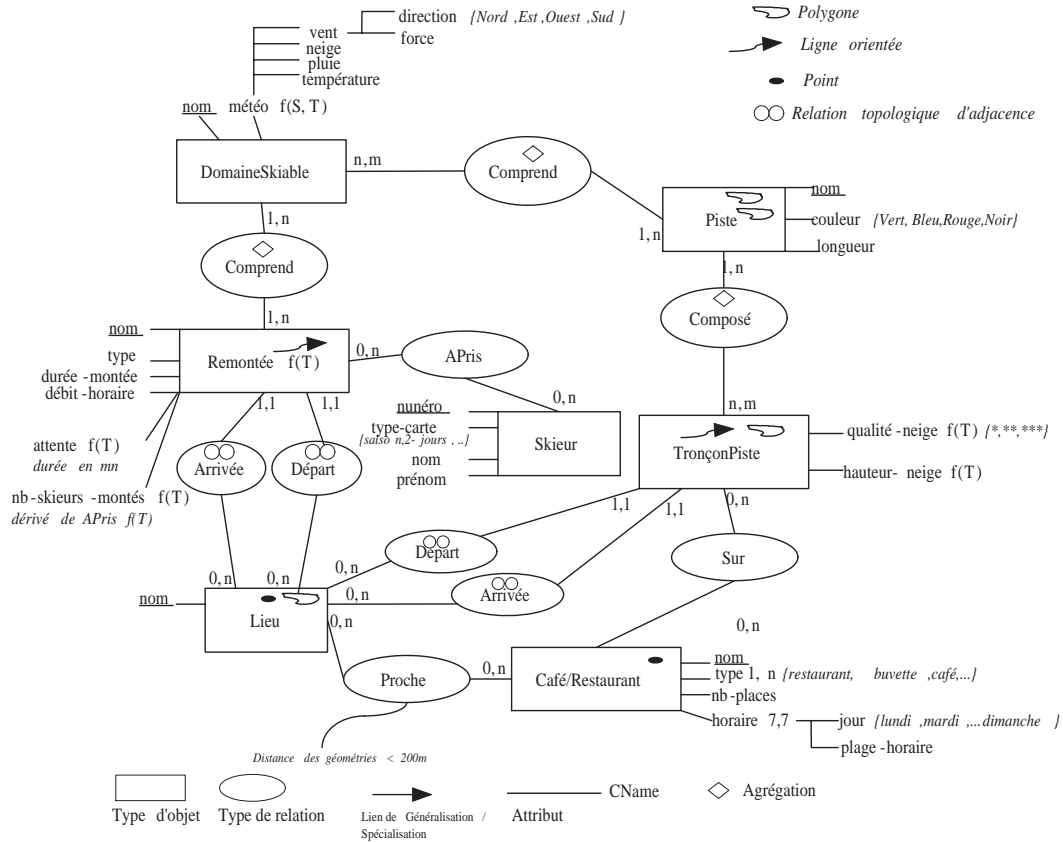 direction {Nord ,Est ,Ouest ,Sud }
vent
force
neige
pluie
température
nom météo f(S, T)
Polygone
Ligne orientée
Point
Relation topologique d'adjacence
DomaineSkiable
n,m
Comprend
Piste
nom
couleur {Vert, Bleu,Rouge,Noir}
longueur
1,n
1,n
1,n
Comprend
Composé
1,n
n,m
nom
type
durée -montée
débit -horaire
Remontée f(T)
0,n
APris
0,n
1,1
1,1
attente f(T)
durée en mn
nb-skieurs -montés f(T)
dérivé de APris f(T)
Arrivée
Départ
nunéro
type-carte
{saiso n,2- jours , ..}
nom
prénom
Skieur
TronçonPiste
qualité -neige f(T) {*,**,***}
hauteur- neige f(T)
1,1
1,1
0,n
Départ
Arrivée
Sur
0,n
0,n
0,n
0,n
0,n
nom
Lieu
Proche
0,n
0,n
Café/Restaurant
nom
type 1, n {restaurant, buvette ,café,...}
nb-places
horaire 7,7
jour {lundi ,mardi ,...dimanche }
plage -horaire
Distance des géométries < 200m
Type d'objet
Type de relation
Lien de Généralisation /
Spécialisation
CName
Attribut
Agrégation